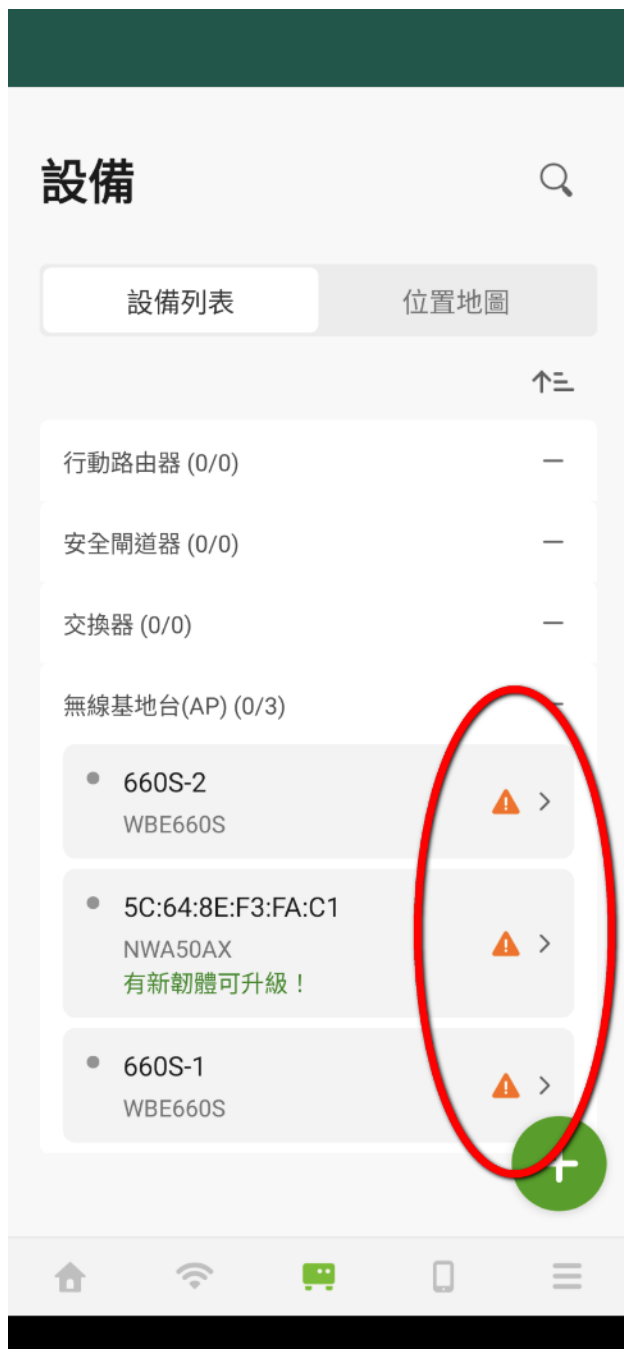 設備
設備列表
位置地圖
行動路由器 (0/0)
安全閘道器 (0/0)
交換器 (0/0)
無線基地台(AP) (0/3)
660S-2
WBE660S
5C:64:8E:F3:FA:C1
NWA50AX
有新韌體可升級！
660S-1
WBE660S